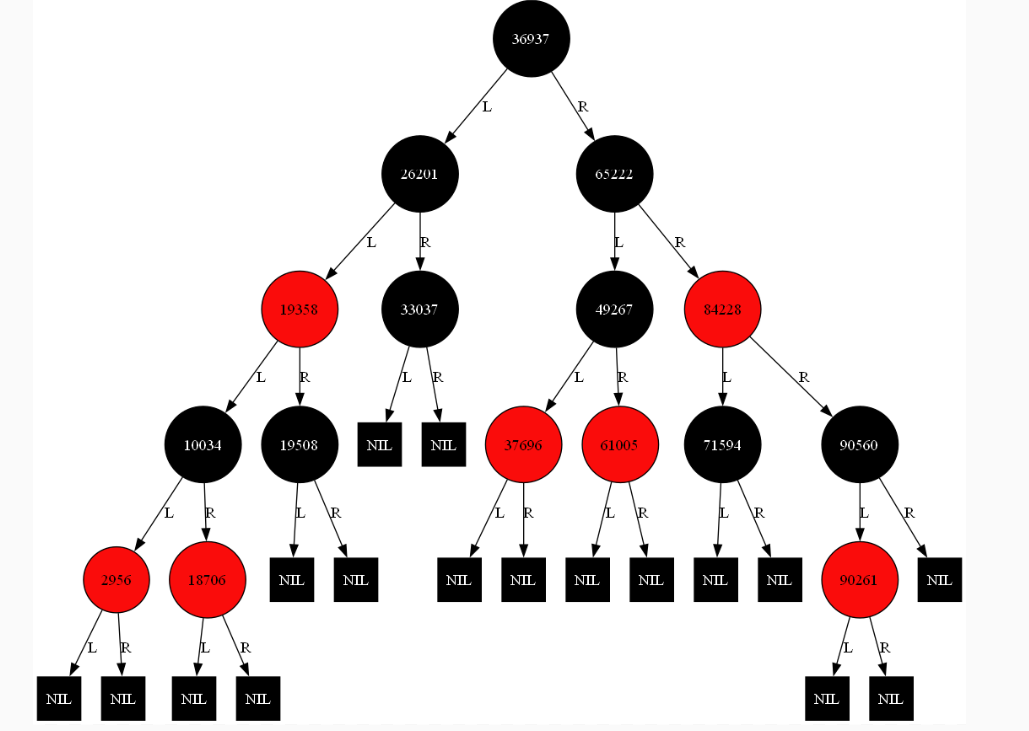 36937
L R
26201 65222
L R L R
19358 33037 49267 84228
L R L R L R L R
10034 19508 NIL NIL 37696 61005 71594 90560
L R L R L R L R L R L R
2956 18706 NIL NIL NIL NIL NIL NIL NIL NIL 90261 NIL
L R L R L R
NIL NIL NIL NIL NIL NIL